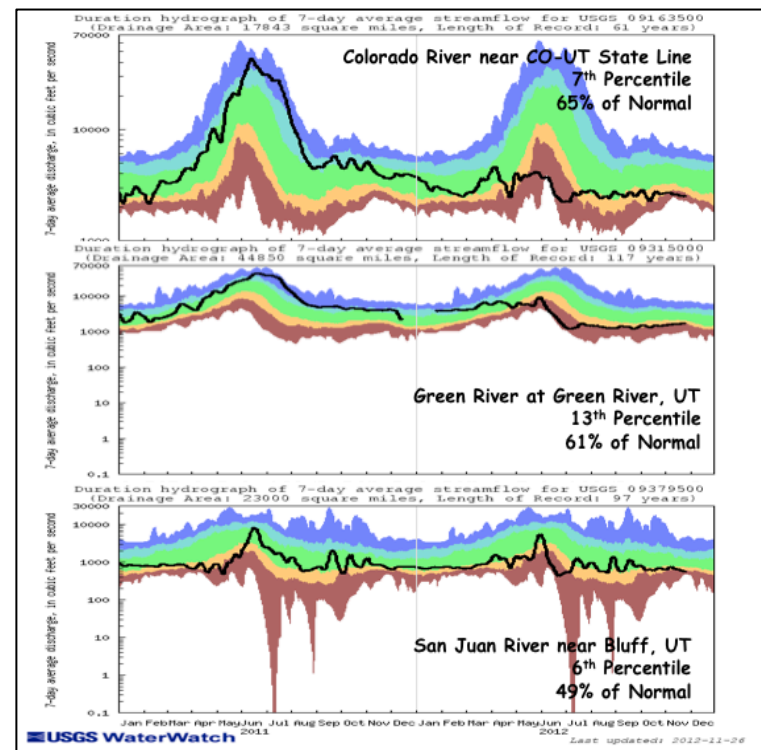 Duration hydrograph of 7-day average streamflow for USGS 09163500
(Drainage Area: 17843 square miles, Length of Record: 61 years)
70000
10000
1000
7-day average discharge, in cubic feet per second
Colorado River near CO-UT State Line
7th Percentile
65% of Normal
Duration hydrograph of 7-day average streamflow for USGS 09315000
(Drainage Area: 44850 square miles, Length of Record: 117 years)
70000
10000
1000
100
10
1
0.1
7-day average discharge, in cubic feet per second
Green River at Green River, UT
13th Percentile
61% of Normal
Duration hydrograph of 7-day average streamflow for USGS 09379500
(Drainage Area: 23000 square miles, Length of Record: 97 years)
30000
10000
1000
100
10
1
0.1
7-day average discharge, in cubic feet per second
San Juan River near Bluff, UT
6th Percentile
49% of Normal
Jan Feb Mar Apr May Jun Jul Aug Sep Oct Nov Dec Jan Feb Mar Apr May Jun Jul Aug Sep Oct Nov Dec
2011 2012
USGS WaterWatch
Last updated: 2012-11-26